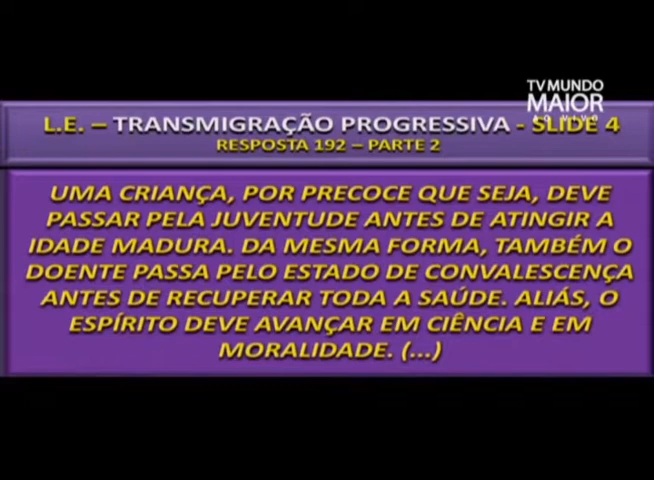 TV MUNDO
MAIOR
AO VIVO
L.E. – TRANSMIGRAÇÃO PROGRESSIVA - SLIDE 4
RESPOSTA 192 – PARTE 2
UMA CRIANÇA, POR PRECOCE QUE SEJA, DEVE
PASSAR PELA JUVENTUDE ANTES DE ATINGIR A
IDADE MADURA. DA MESMA FORMA, TAMBÉM O
DOENTE PASSA PELO ESTADO DE CONVALESCENÇA
ANTES DE RECUPERAR TODA A SAÚDE. ALIÁS, O
ESPÍRITO DEVE AVANÇAR EM CIÊNCIA E EM
MORALIDADE. (...)